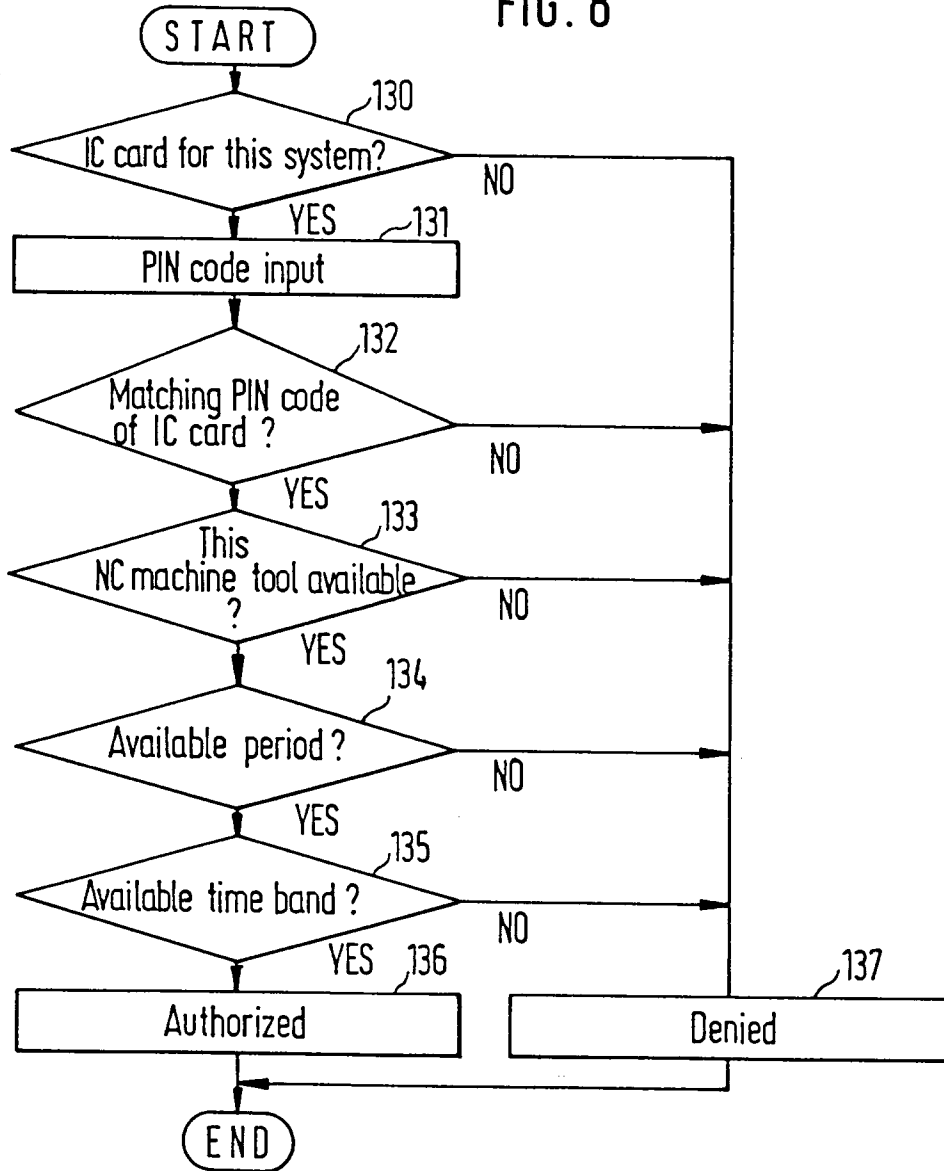 FIG. 8
START
130
IC card for this system?
NO
YES
131
PIN code input
132
Matching PIN code
of IC card ?
NO
YES
133
This
NC machine tool available
?
NO
YES
134
Available period ?
NO
YES
135
Available time band ?
NO
YES
136
Authorized
137
Denied
END